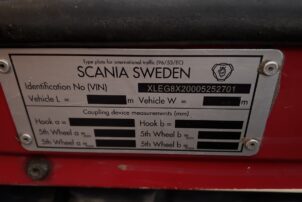 Type plate for international traffic (96/53/EC)
SCANIA SWEDEN
Identification No (VIN) XLEG8X20005252701
Vehicle L = m Vehicle W = m
Coupling device measurements (mm)
Hook a = Hook b =
5th Wheel a = 5th Wheel b =
5th Wheel a = 5th Wheel b =